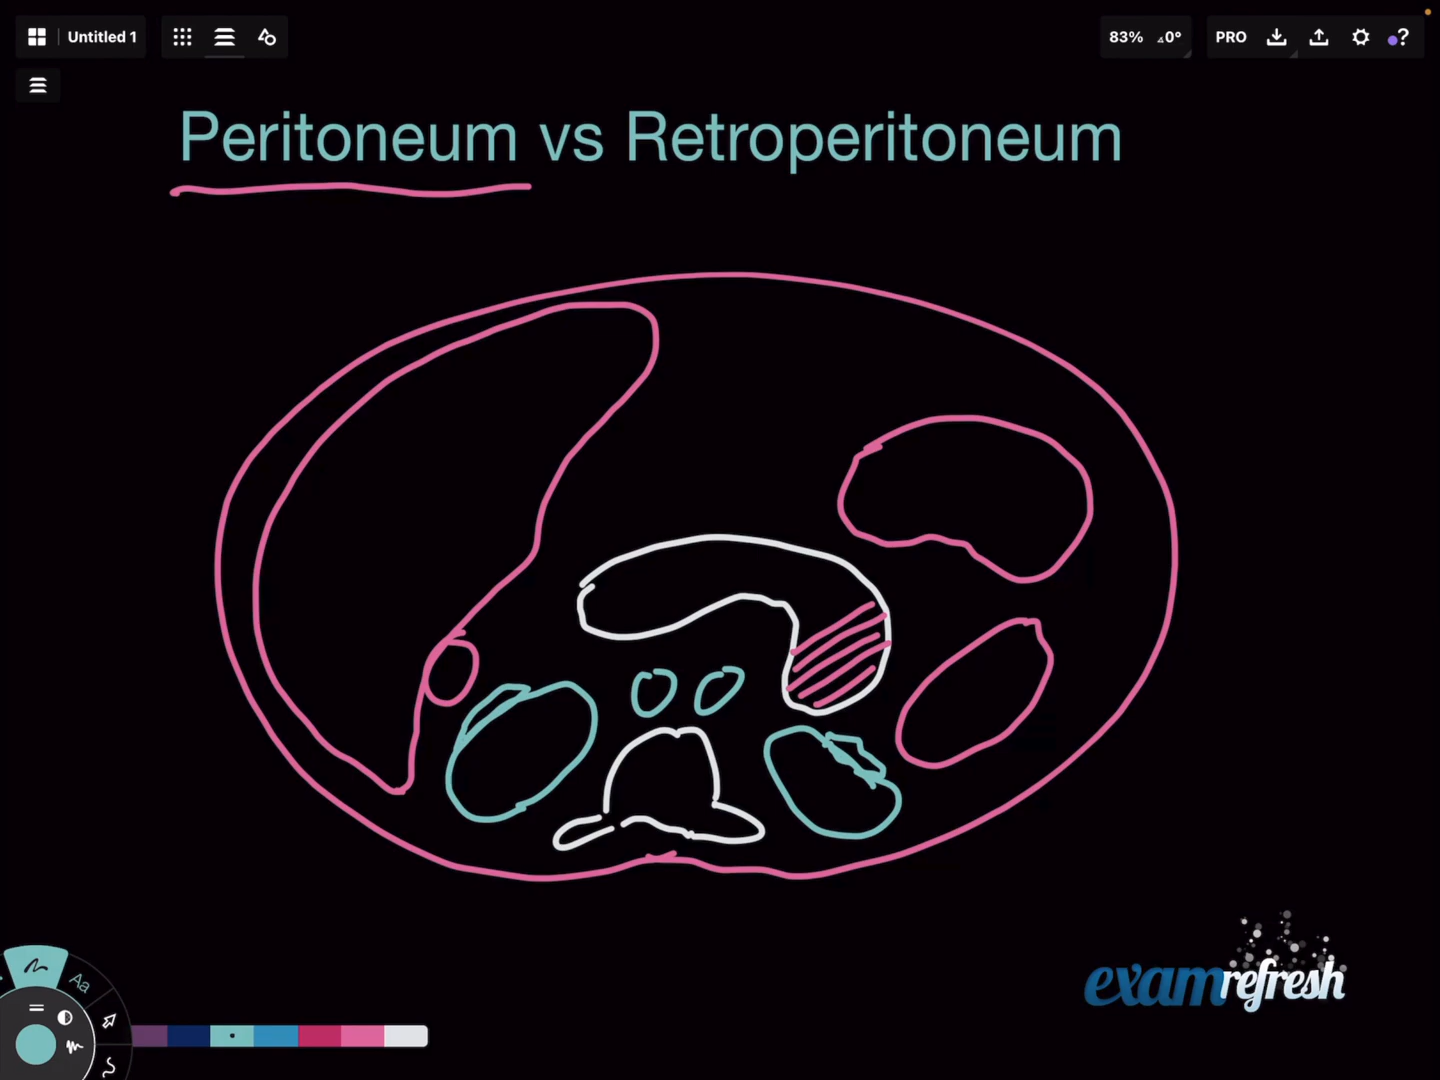 Untitled 1
83% 0°
PRO
?
Peritoneum vs Retroperitoneum
Aa
examrefresh